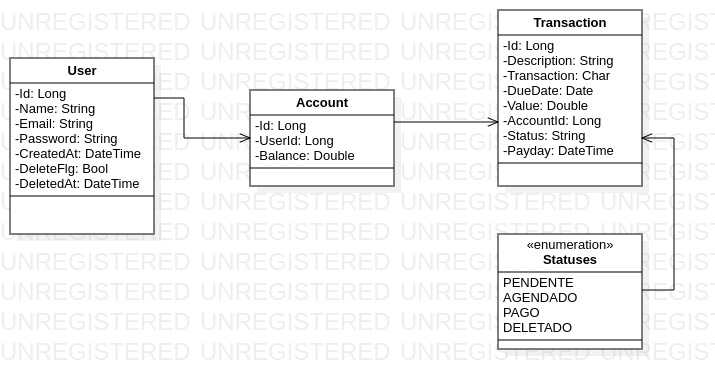 User
-Id: Long
-Name: String
-Email: String
-Password: String
-CreatedAt: DateTime
-DeleteFlg: Bool
-DeletedAt: DateTime
Account
-Id: Long
-UserId: Long
-Balance: Double
Transaction
-Id: Long
-Description: String
-Transaction: Char
-DueDate: Date
-Value: Double
-AccountId: Long
-Status: String
-Payday: DateTime
«enumeration»
Statuses
PENDENTE
AGENDADO
PAGO
DELETADO
UNREGISTERED UNREGISTERED UNREGISTERED UNREGISTERED